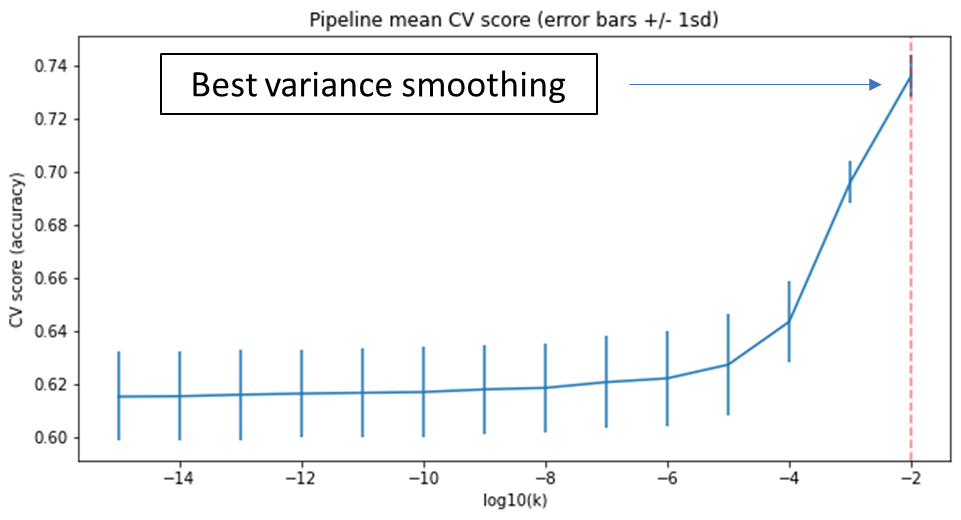 Pipeline mean CV score (error bars +/- 1sd)
Best variance smoothing
CV score (accuracy)
0.74
0.72
0.70
0.68
0.66
0.64
0.62
0.60
−14 −12 −10 −8 −6 −4 −2
log10(k)